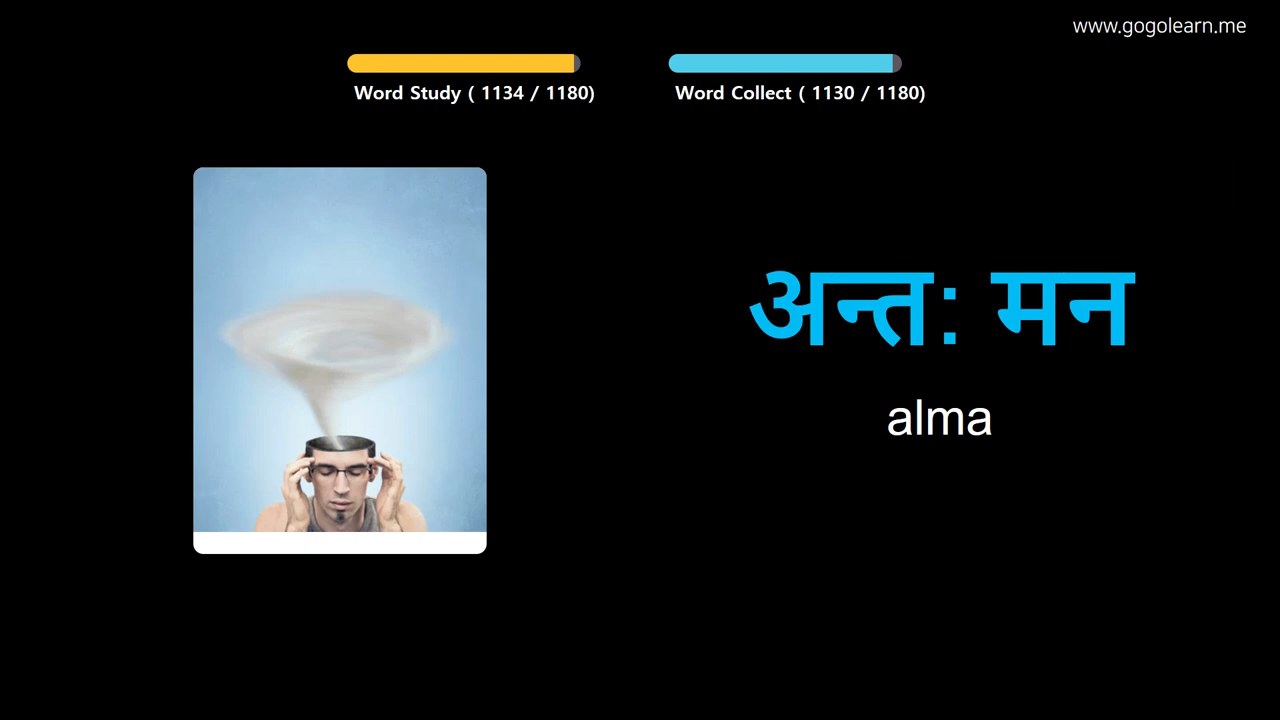 www.gogolearn.me
Word Study ( 1134 / 1180)
Word Collect ( 1130 / 1180)
अन्त: मन
alma